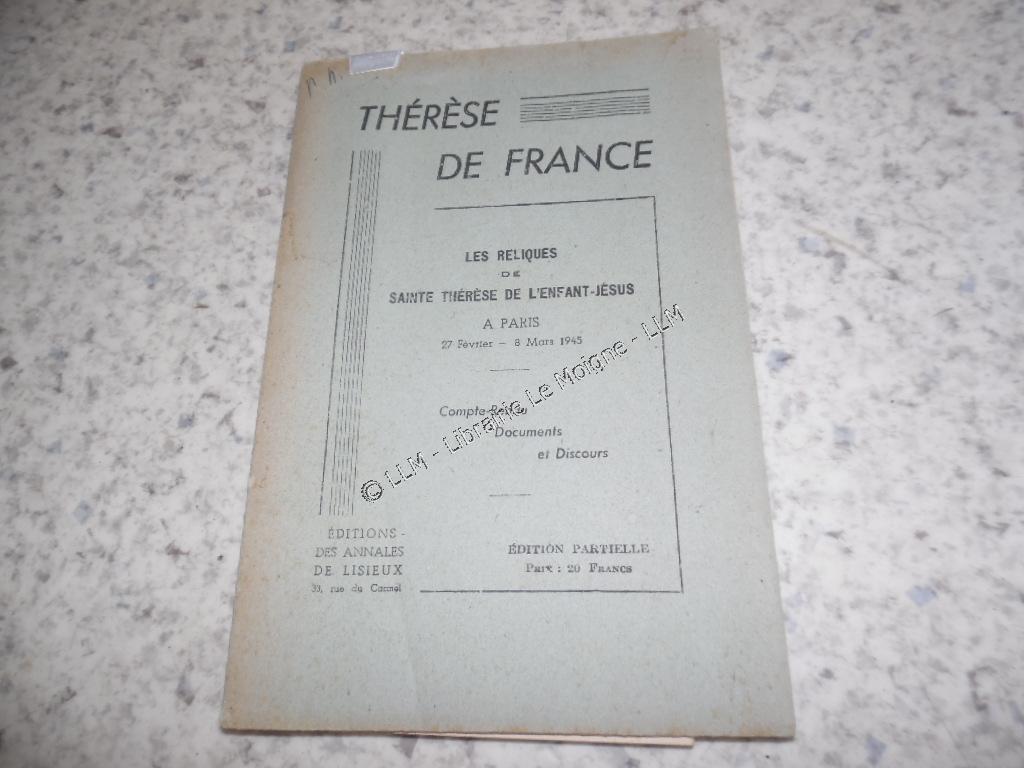 THÉRÈSE
DE FRANCE
LES RELIQUES
DE
SAINTE THÉRÈSE DE L'ENFANT-JÉSUS
A PARIS
27 Février — 8 Mars 1945
Compte-Rendu
Documents
et Discours
ÉDITIONS
DES ANNALES
DE LISIEUX
33, rue du Carmel
ÉDITION PARTIELLE
PRIX : 20 FRANCS
© LLM - Librairie Le Moigne - LLM